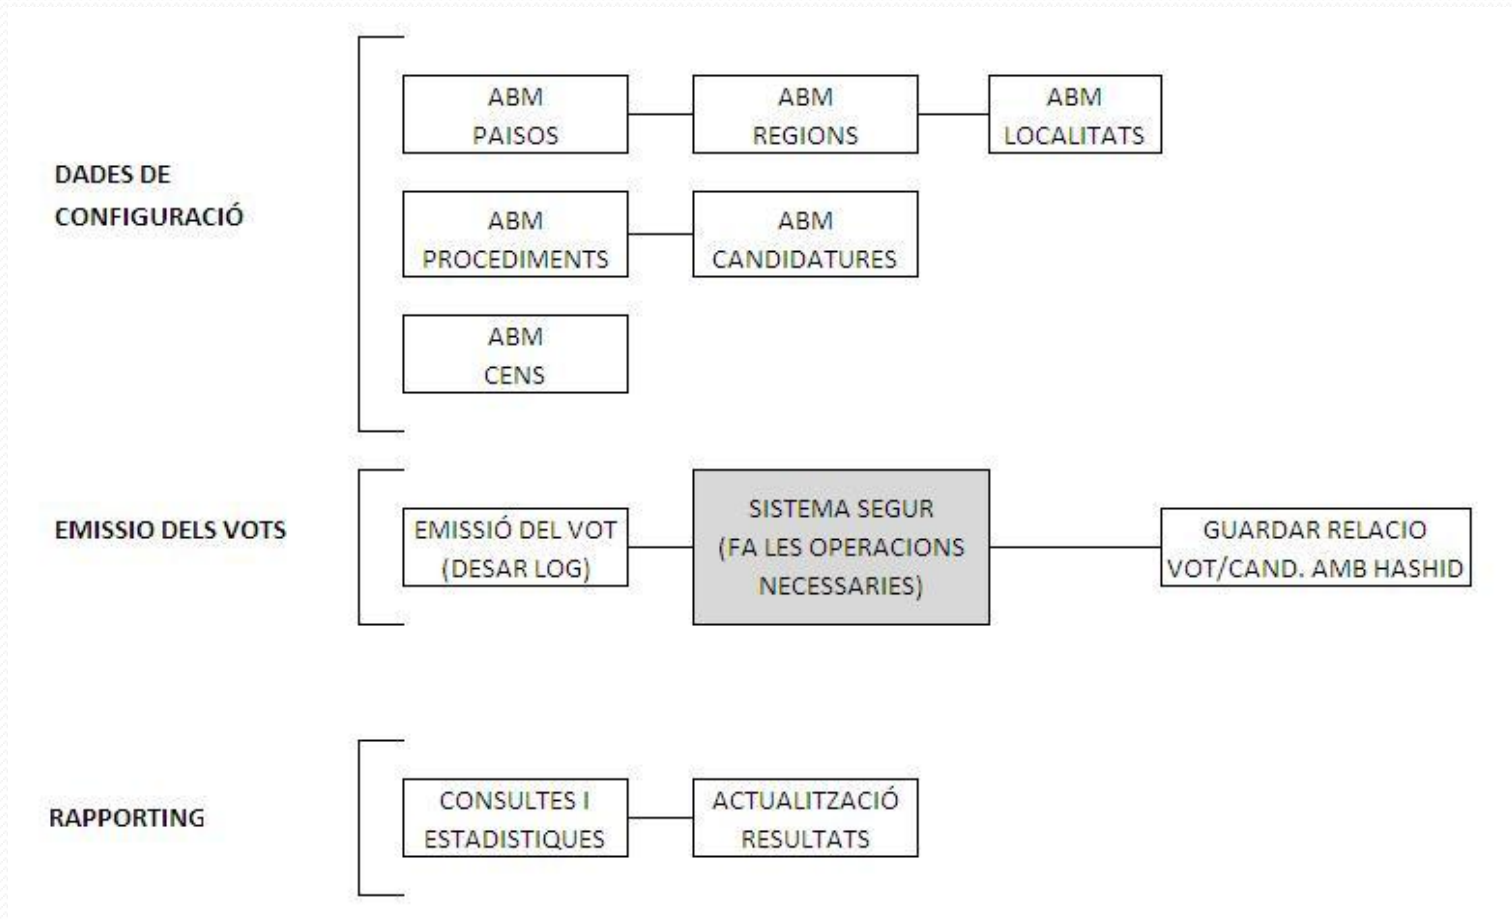 DADES DE
CONFIGURACIÓ
ABM
PAISOS
ABM
REGIONS
ABM
LOCALITATS
ABM
PROCEDIMENTS
ABM
CANDIDATURES
ABM
CENS
EMISSIO DELS VOTS
EMISSIÓ DEL VOT
(DESAR LOG)
SISTEMA SEGUR
(FA LES OPERACIONS
NECESSARIES)
GUARDAR RELACIO
VOT/CAND. AMB HASHID
RAPPORTING
CONSULTES I
ESTADISTIQUES
ACTUALITZACIÓ
RESULTATS